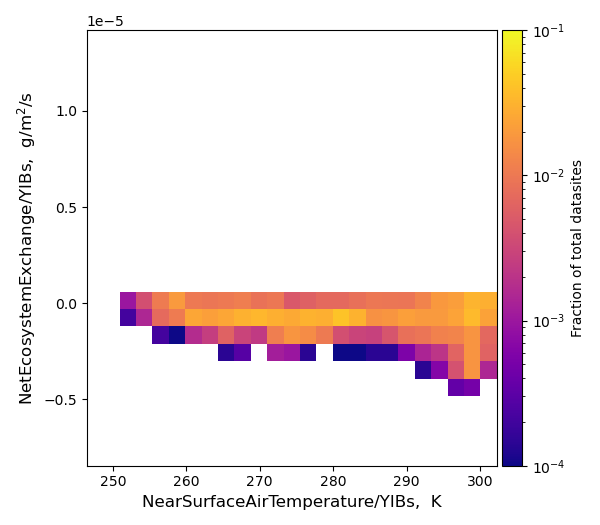 1e−5
1.0
0.5
0.0
−0.5
NetEcosystemExchange/YIBs,  g/m²/s
250 260 270 280 290 300
NearSurfaceAirTemperature/YIBs,  K
10⁻¹
10⁻²
10⁻³
10⁻⁴
Fraction of total datasites